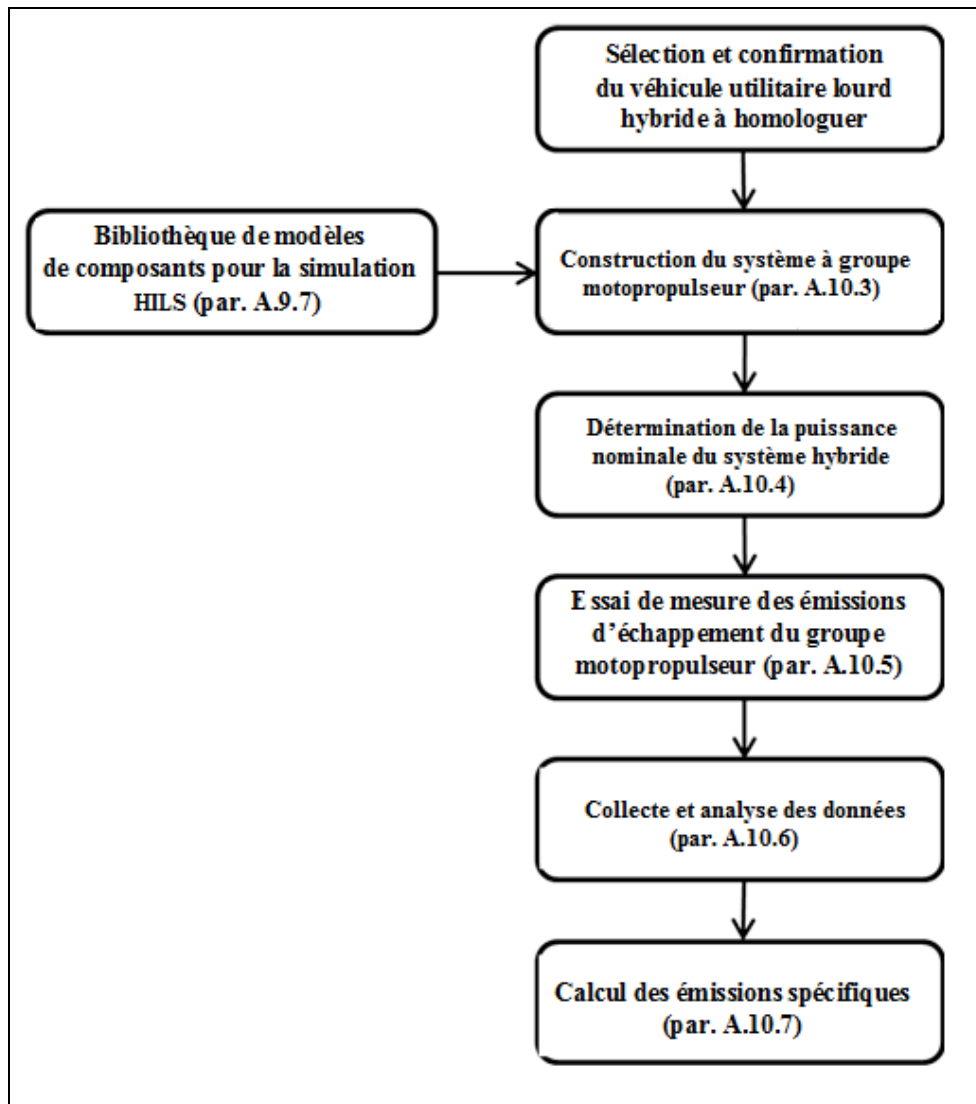 Sélection et confirmation
du véhicule utilitaire lourd
hybride à homologuer
Bibliothèque de modèles
de composants pour la simulation
HILS (par. A.9.7)
Construction du système à groupe
motopropulseur (par. A.10.3)
Détermination de la puissance
nominale du système hybride
(par. A.10.4)
Essai de mesure des émissions
d'échappement du groupe
motopropulseur (par. A.10.5)
Collecte et analyse des données
(par. A.10.6)
Calcul des émissions spécifiques
(par. A.10.7)